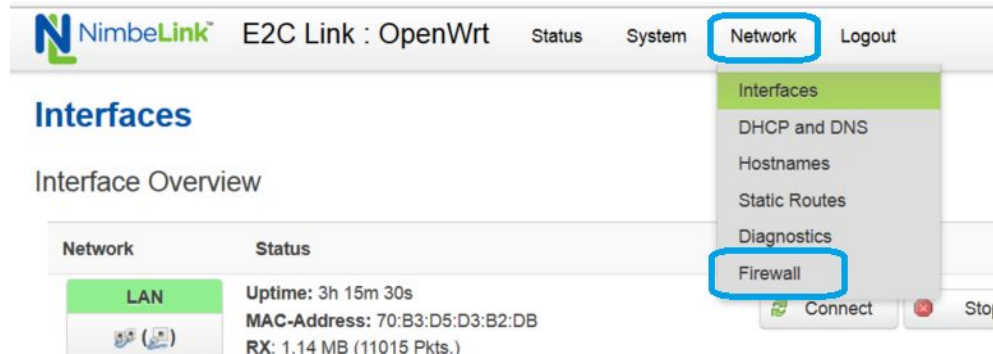 NimbeLink™ E2C Link : OpenWrt Status System Network Logout
Interfaces
DHCP and DNS
Hostnames
Static Routes
Diagnostics
Firewall
Interfaces
Interface Overview
Network Status
LAN
Uptime: 3h 15m 30s
MAC-Address: 70:B3:D5:D3:B2:DB
RX: 1.14 MB (11015 Pkts.)
Connect